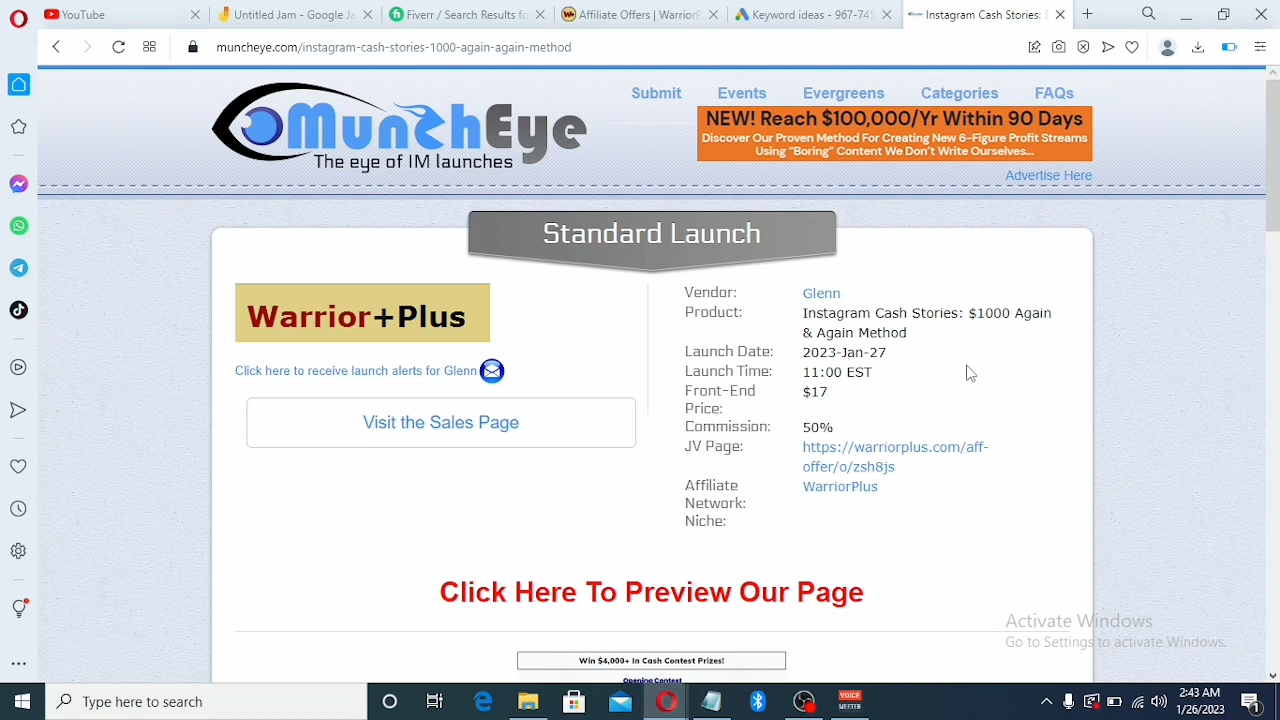 YouTube
Untitled Jam - Google Ja
Fiverr / Search Results fo
Affiliate Offers | WarriorP
Keyword ideas - 967-745
Instagram Cash Stories: $
muncheye.com/instagram-cash-stories-1000-again-again-method
Submit
Events
Evergreens
Categories
FAQs
MunchEye
The eye of IM launches
NEW! Reach $100,000/Yr Within 90 Days
Discover Our Proven Method For Creating New 6-Figure Profit Streams
Using "Boring" Content We Don't Write Ourselves...
Advertise Here
Standard Launch
Warrior+Plus
Click here to receive launch alerts for Glenn
Visit the Sales Page
Vendor: Glenn
Product: Instagram Cash Stories: $1000 Again
& Again Method
Launch Date: 2023-Jan-27
Launch Time: 11:00 EST
Front-End $17
Price:
Commission: 50%
JV Page: https://warriorplus.com/aff-
offer/o/zsh8js
Affiliate WarriorPlus
Network:
Niche:
Click Here To Preview Our Page
Win $4,000+ In Cash Contest Prizes!
Opening Contest
Activate Windows
Go to Settings to activate Windows.
Type here to search
VOICE
MEETER
2:43 AM
1/26/2023
1